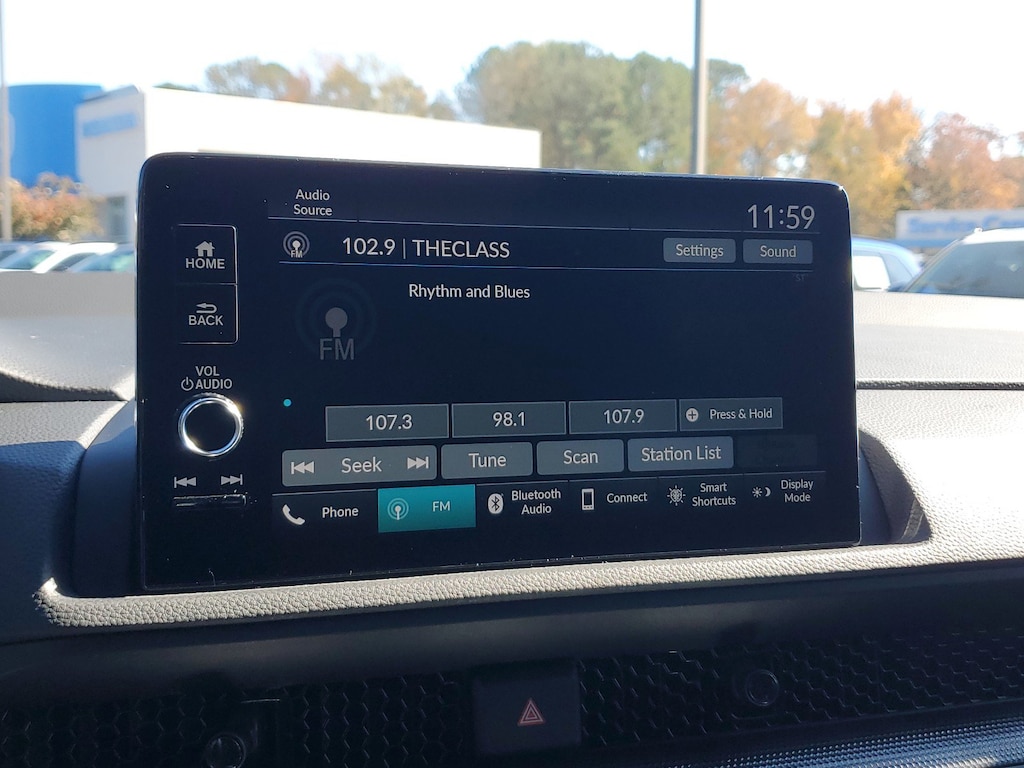 Audio
Source
11:59
FM
102.9 | THECLASS
Settings
Sound
HOME
BACK
Rhythm and Blues
FM
VOL
AUDIO
107.3
98.1
107.9
Press & Hold
Seek
Tune
Scan
Station List
Phone
FM
Bluetooth
Audio
Connect
Smart
Shortcuts
Display
Mode